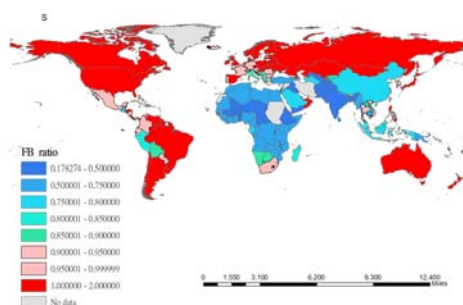 S
FB ratio
0.178274 - 0.500000
0.500001 - 0.750000
0.750001 - 0.800000
0.800001 - 0.850000
0.850001 - 0.900000
0.900001 - 0.950000
0.950001 - 0.999999
1.000000 - 2.000000
No data
0 1,550 3,100 6,200 9,300 12,400
Miles